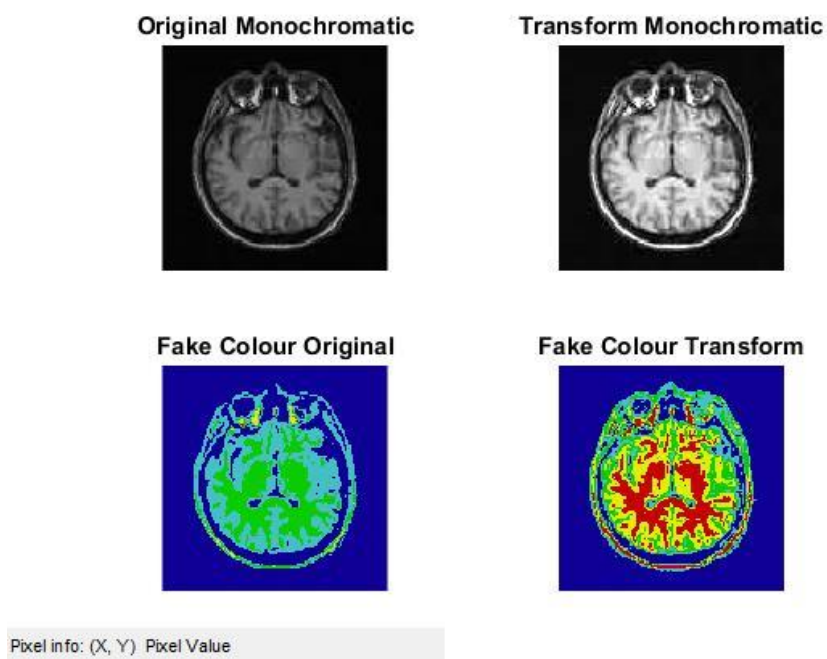 Original Monochromatic
Transform Monochromatic
Fake Colour Original
Fake Colour Transform
Pixel info: (X, Y) Pixel Value